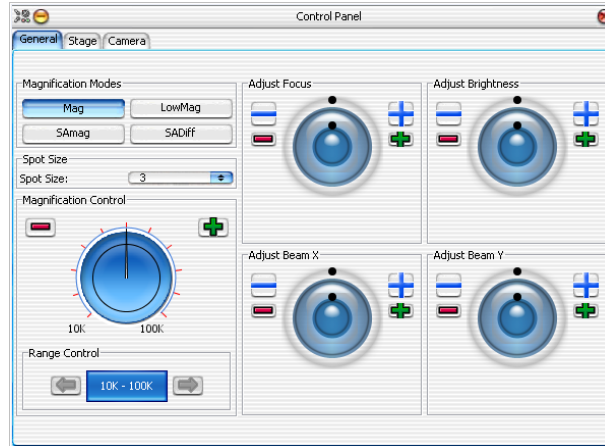 Control Panel
General Stage Camera
Magnification Modes
Mag LowMag
SAmag SADiff
Spot Size
Spot Size: 3
Magnification Control
10K 100K
Range Control
10K - 100K
Adjust Focus
Adjust Brightness
Adjust Beam X
Adjust Beam Y